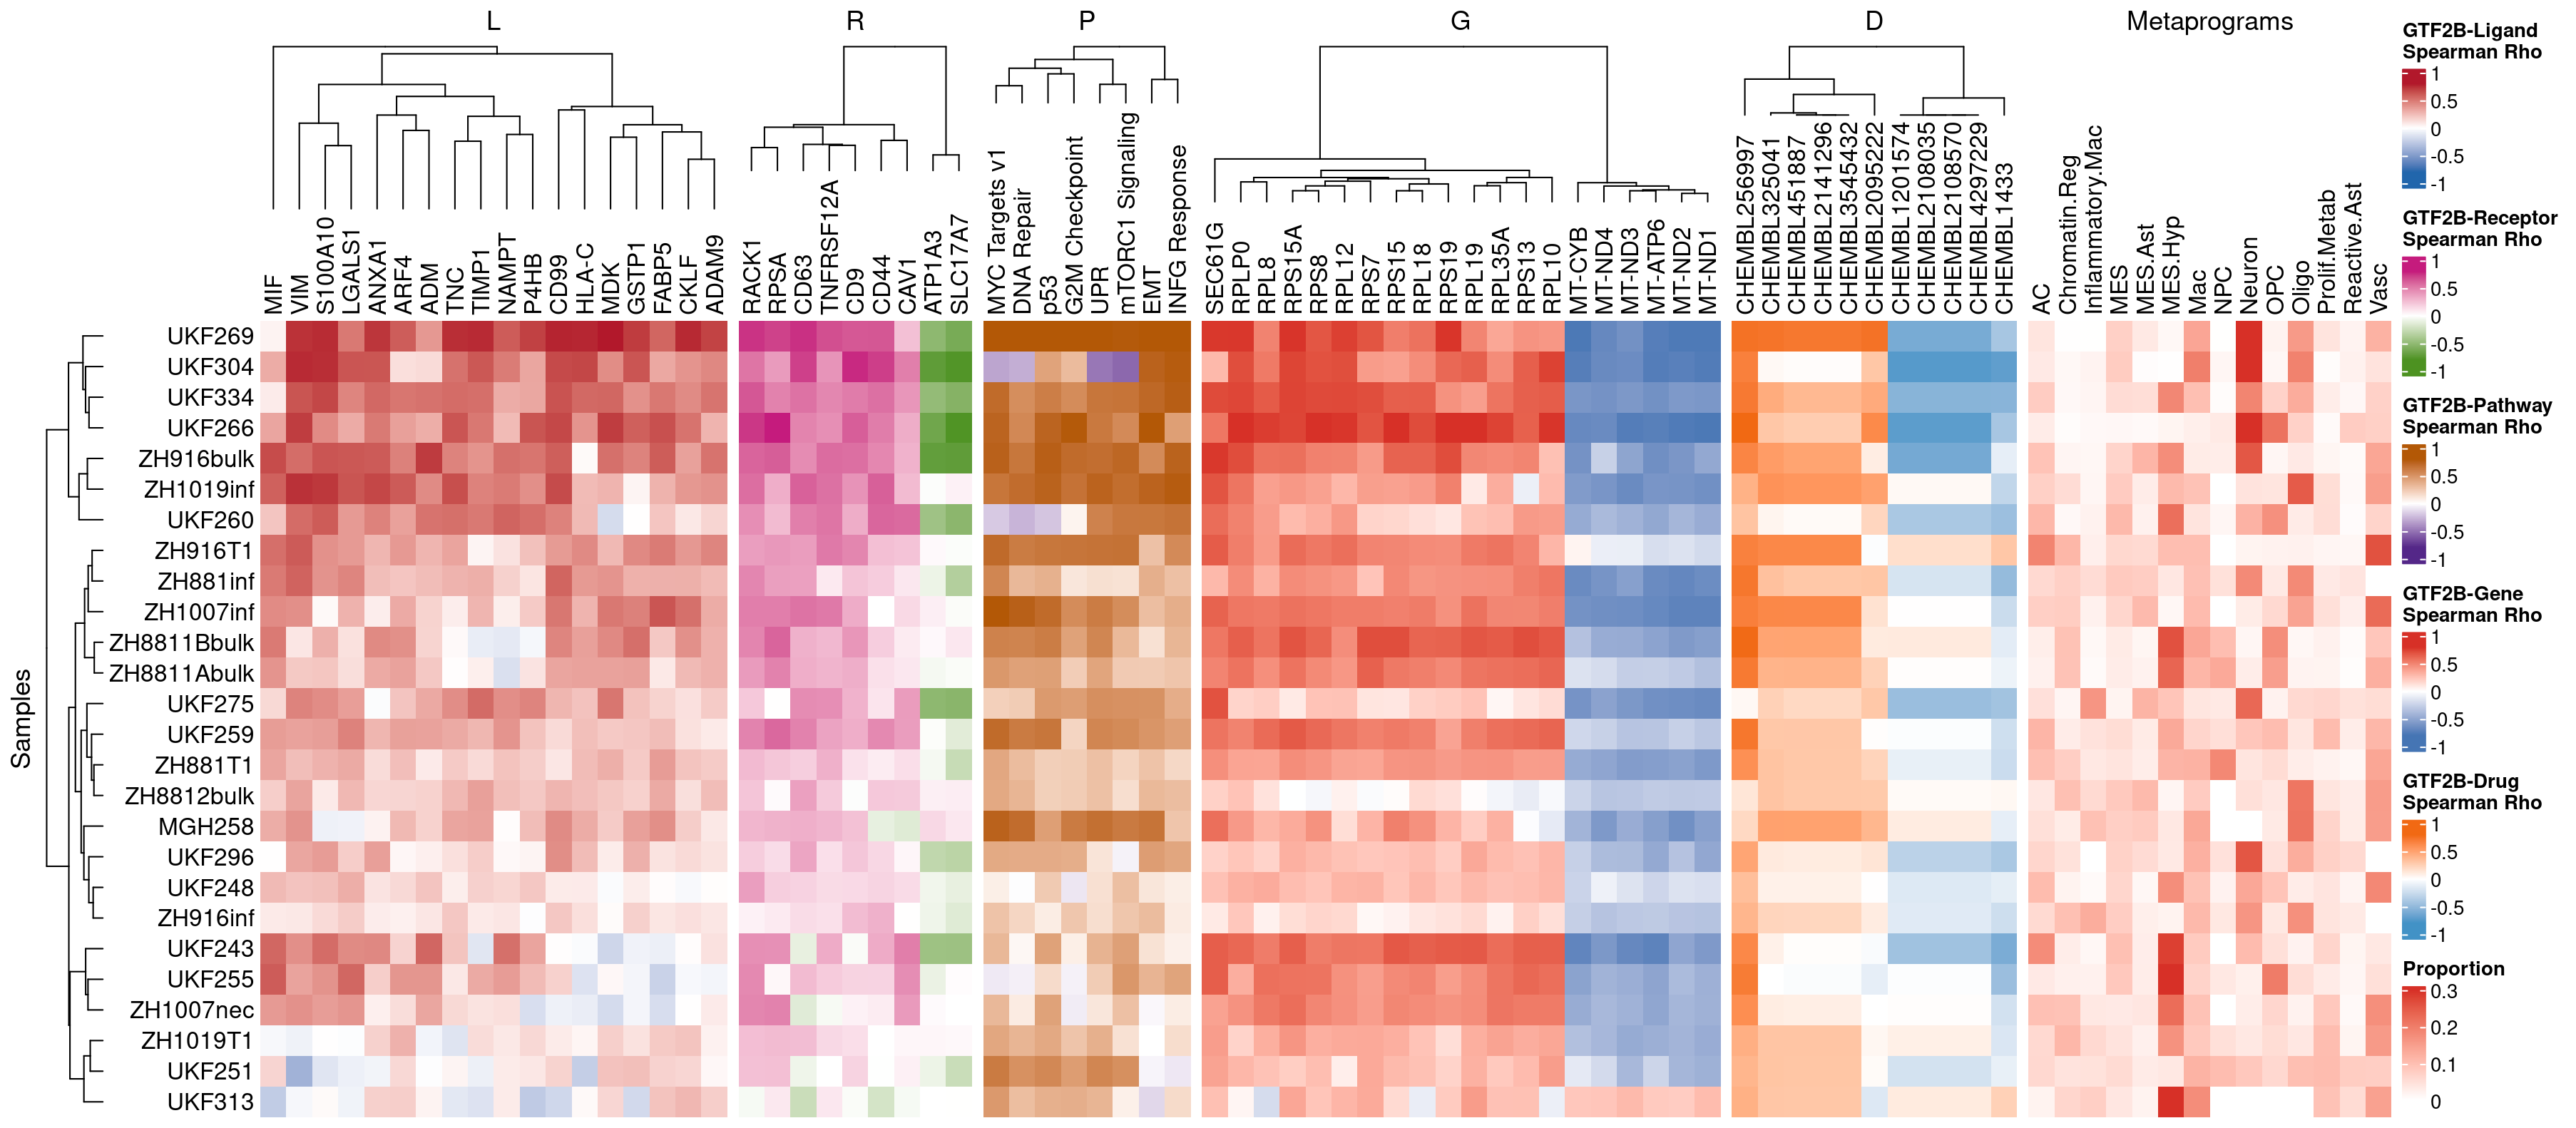 L
R
P
G
D
Metaprograms
MIF
VIM
S100A10
LGALS1
ANXA1
ARF4
ADM
TNC
TIMP1
NAMPT
P4HB
CD99
HLA-C
MDK
GSTP1
FABP5
CKLF
ADAM9
RACK1
RPSA
CD63
TNFRSF12A
CD9
CD44
CAV1
ATP1A3
SLC17A7
MYC Targets v1
DNA Repair
p53
G2M Checkpoint
UPR
mTORC1 Signaling
EMT
INFG Response
SEC61G
RPLP0
RPL8
RPS15A
RPS8
RPL12
RPS7
RPS15
RPL18
RPS19
RPL19
RPL35A
RPS13
RPL10
MT-CYB
MT-ND4
MT-ND3
MT-ATP6
MT-ND2
MT-ND1
CHEMBL256997
CHEMBL325041
CHEMBL451887
CHEMBL2141296
CHEMBL3545432
CHEMBL2095222
CHEMBL1201574
CHEMBL2108035
CHEMBL2108570
CHEMBL4297229
CHEMBL1433
AC
Chromatin.Reg
Inflammatory.Mac
MES
MES.Ast
MES.Hyp
Mac
NPC
Neuron
OPC
Oligo
Prolif.Metab
Reactive.Ast
Vasc
Samples
UKF269
UKF304
UKF334
UKF266
ZH916bulk
ZH1019inf
UKF260
ZH916T1
ZH881inf
ZH1007inf
ZH8811Bbulk
ZH8811Abulk
UKF275
UKF259
ZH881T1
ZH8812bulk
MGH258
UKF296
UKF248
ZH916inf
UKF243
UKF255
ZH1007nec
ZH1019T1
UKF251
UKF313
GTF2B-Ligand
Spearman Rho
1
0.5
0
-0.5
-1
GTF2B-Receptor
Spearman Rho
1
0.5
0
-0.5
-1
GTF2B-Pathway
Spearman Rho
1
0.5
0
-0.5
-1
GTF2B-Gene
Spearman Rho
1
0.5
0
-0.5
-1
GTF2B-Drug
Spearman Rho
1
0.5
0
-0.5
-1
Proportion
0.3
0.2
0.1
0